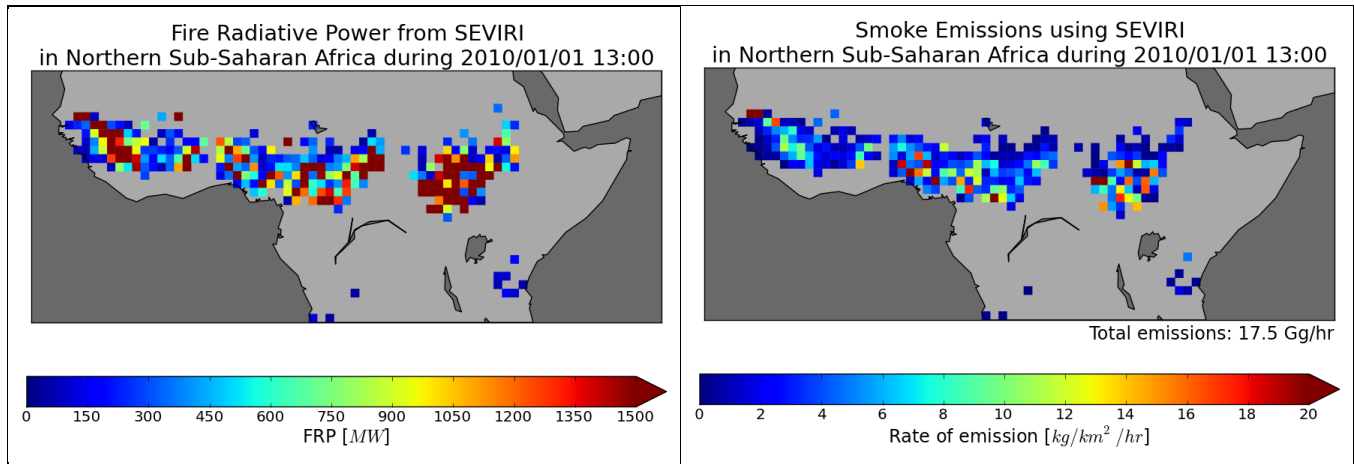 Fire Radiative Power from SEVIRI
in Northern Sub-Saharan Africa during 2010/01/01 13:00
0 150 300 450 600 750 900 1050 1200 1350 1500
FRP [MW]
Smoke Emissions using SEVIRI
in Northern Sub-Saharan Africa during 2010/01/01 13:00
Total emissions: 17.5 Gg/hr
0 2 4 6 8 10 12 14 16 18 20
Rate of emission [kg/km² /hr]